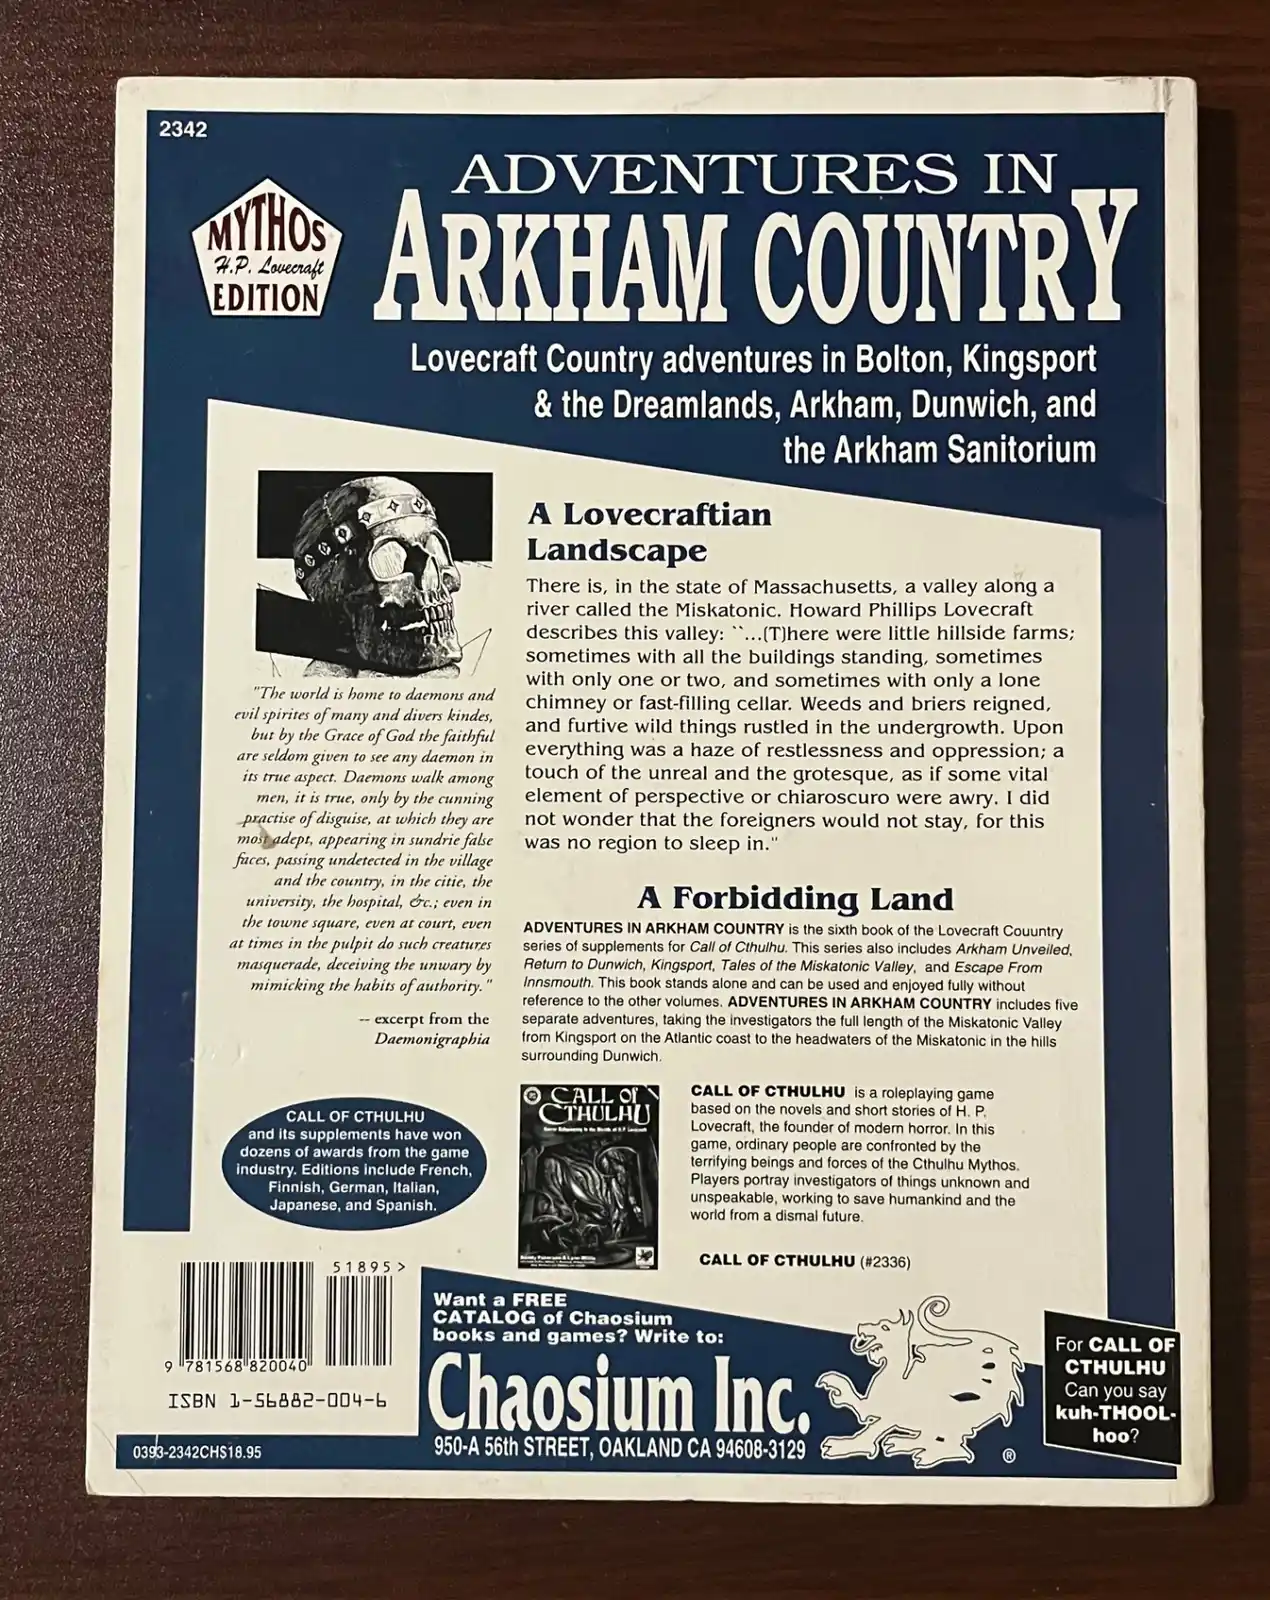 2342
ADVENTURES IN
ARKHAM COUNTRY
MYTHOS
H.P. Lovecraft
EDITION
Lovecraft Country adventures in Bolton, Kingsport
& the Dreamlands, Arkham, Dunwich, and
the Arkham Sanitorium
"The world is home to daemons and
evil spirites of many and divers kindes,
but by the Grace of God the faithful
are seldom given to see any daemon in
its true aspect. Daemons walk among
men, it is true, only by the cunning
practise of disguise, at which they are
most adept, appearing in sundrie false
faces, passing undetected in the village
and the country, in the citie, the
university, the hospital, &c.; even in
the towne square, even at court, even
at times in the pulpit do such creatures
masquerade, deceiving the unwary by
mimicking the habits of authority."
-- excerpt from the
Daemonigraphia
A Lovecraftian
Landscape
There is, in the state of Massachusetts, a valley along a
river called the Miskatonic. Howard Phillips Lovecraft
describes this valley: ``...(T)here were little hillside farms;
sometimes with all the buildings standing, sometimes
with only one or two, and sometimes with only a lone
chimney or fast-filling cellar. Weeds and briers reigned,
and furtive wild things rustled in the undergrowth. Upon
everything was a haze of restlessness and oppression; a
touch of the unreal and the grotesque, as if some vital
element of perspective or chiaroscuro were awry. I did
not wonder that the foreigners would not stay, for this
was no region to sleep in."
A Forbidding Land
ADVENTURES IN ARKHAM COUNTRY is the sixth book of the Lovecraft Couuntry
series of supplements for Call of Cthulhu. This series also includes Arkham Unveiled,
Return to Dunwich, Kingsport, Tales of the Miskatonic Valley, and Escape From
Innsmouth. This book stands alone and can be used and enjoyed fully without
reference to the other volumes. ADVENTURES IN ARKHAM COUNTRY includes five
separate adventures, taking the investigators the full length of the Miskatonic Valley
from Kingsport on the Atlantic coast to the headwaters of the Miskatonic in the hills
surrounding Dunwich.
CALL OF CTHULHU
and its supplements have won
dozens of awards from the game
industry. Editions include French,
Finnish, German, Italian,
Japanese, and Spanish.
CALL OF
CTHULHU
CALL OF CTHULHU is a roleplaying game
based on the novels and short stories of H. P.
Lovecraft, the founder of modern horror. In this
game, ordinary people are confronted by the
terrifying beings and forces of the Cthulhu Mythos.
Players portray investigators of things unknown and
unspeakable, working to save humankind and the
world from a dismal future.
CALL OF CTHULHU (#2336)
51895>
9 781568 820040
ISBN 1-56882-004-6
0393-2342CH$18.95
Want a FREE
CATALOG of Chaosium
books and games? Write to:
Chaosium Inc.
950-A 56th STREET, OAKLAND CA 94608-3129
®
For CALL OF
CTHULHU
Can you say
kuh-THOOL-
hoo?